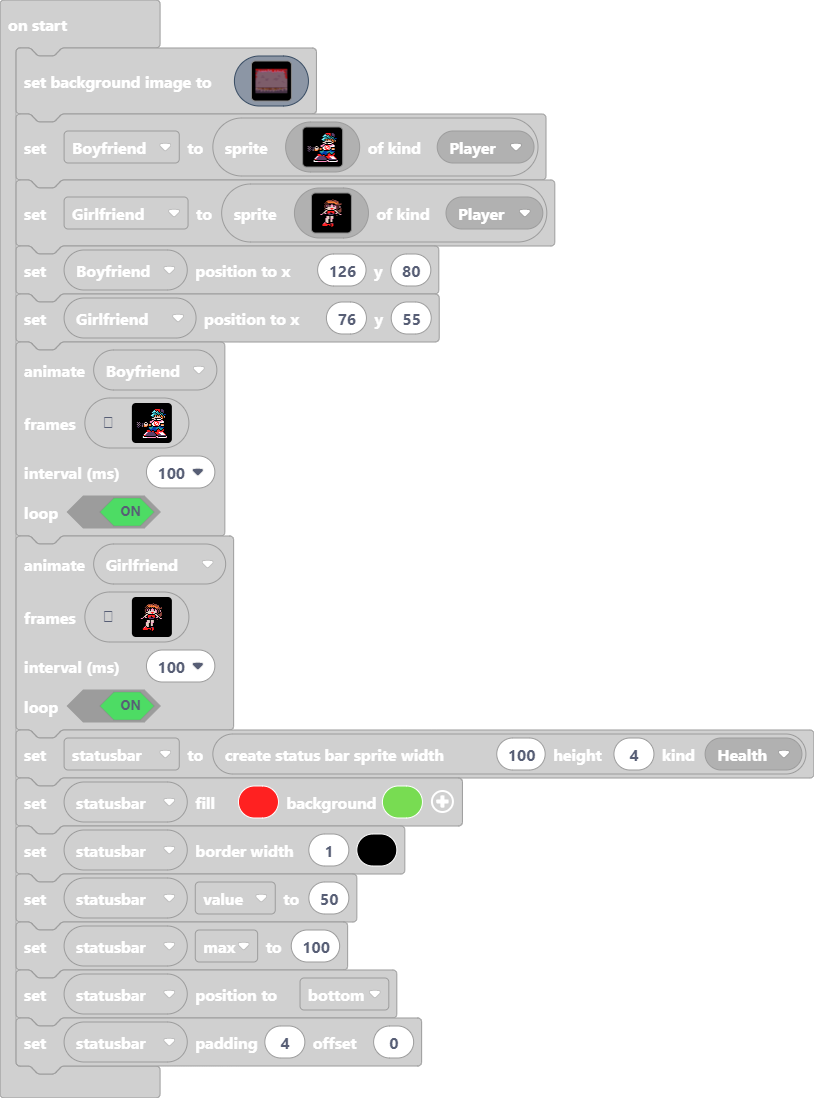 on start
set background image to
set Boyfriend to sprite of kind Player
set Girlfriend to sprite of kind Player
set Boyfriend position to x 126 y 80
set Girlfriend position to x 76 y 55
animate Boyfriend
frames
interval (ms) 100
loop ON
animate Girlfriend
frames
interval (ms) 100
loop ON
set statusbar to create status bar sprite width 100 height 4 kind Health
set statusbar fill background
set statusbar border width 1
set statusbar value to 50
set statusbar max to 100
set statusbar position to bottom
set statusbar padding 4 offset 0